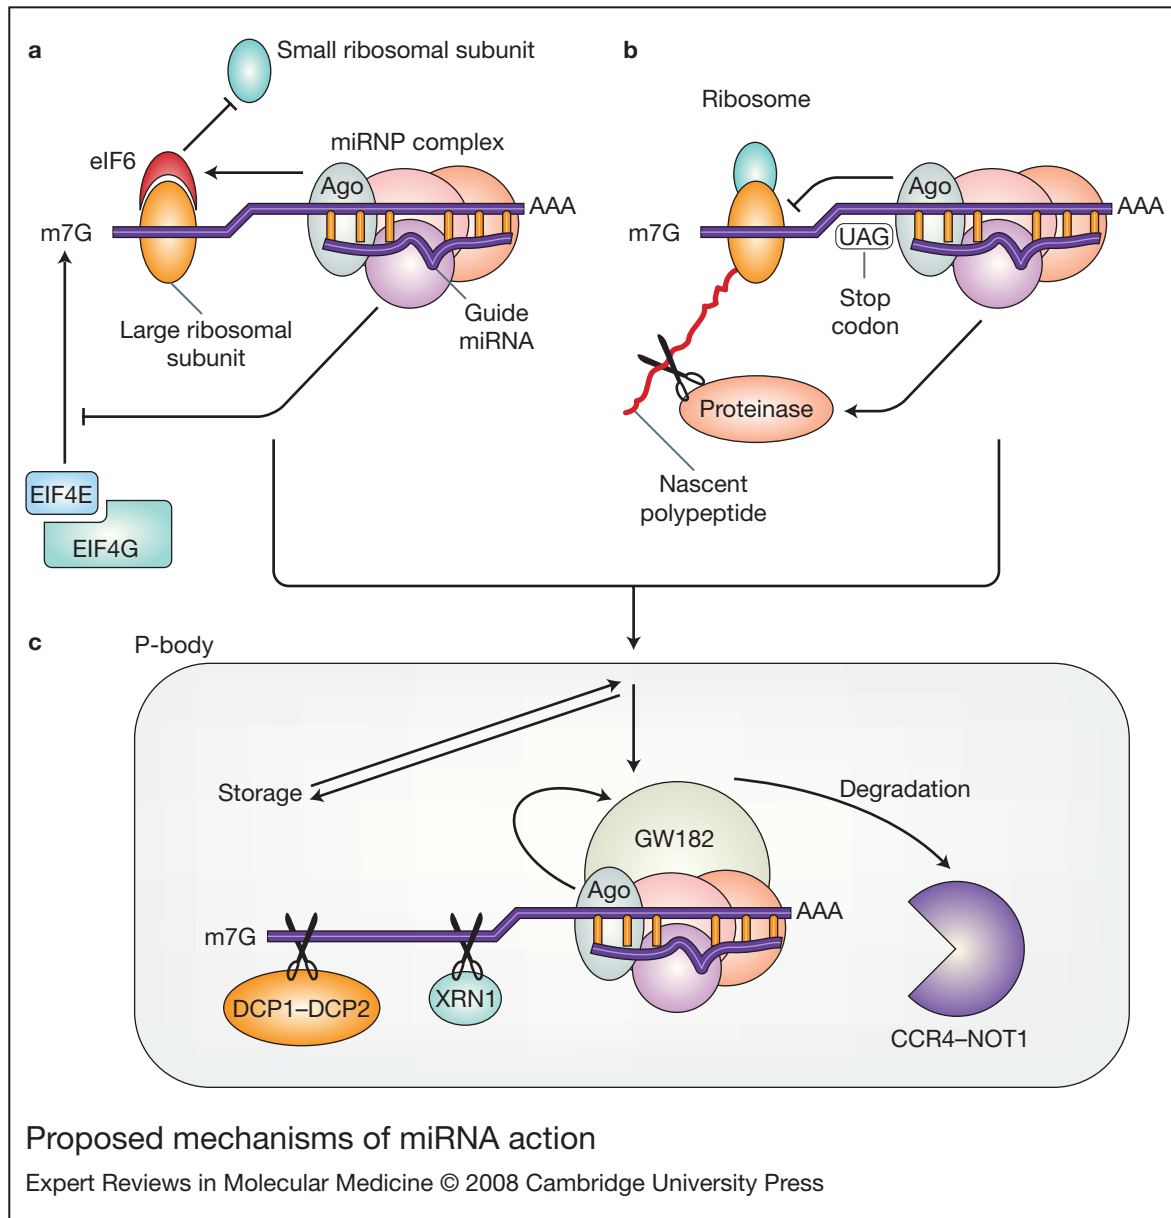 a
Small ribosomal subunit
eIF6
miRNP complex
Ago
AAA
m7G
Large ribosomal
subunit
Guide
miRNA
EIF4E
EIF4G
b
Ribosome
Ago
AAA
m7G
UAG
Stop
codon
Proteinase
Nascent
polypeptide
c
P-body
Storage
Degradation
GW182
Ago
AAA
m7G
DCP1–DCP2
XRN1
CCR4–NOT1
Proposed mechanisms of miRNA action
Expert Reviews in Molecular Medicine © 2008 Cambridge University Press